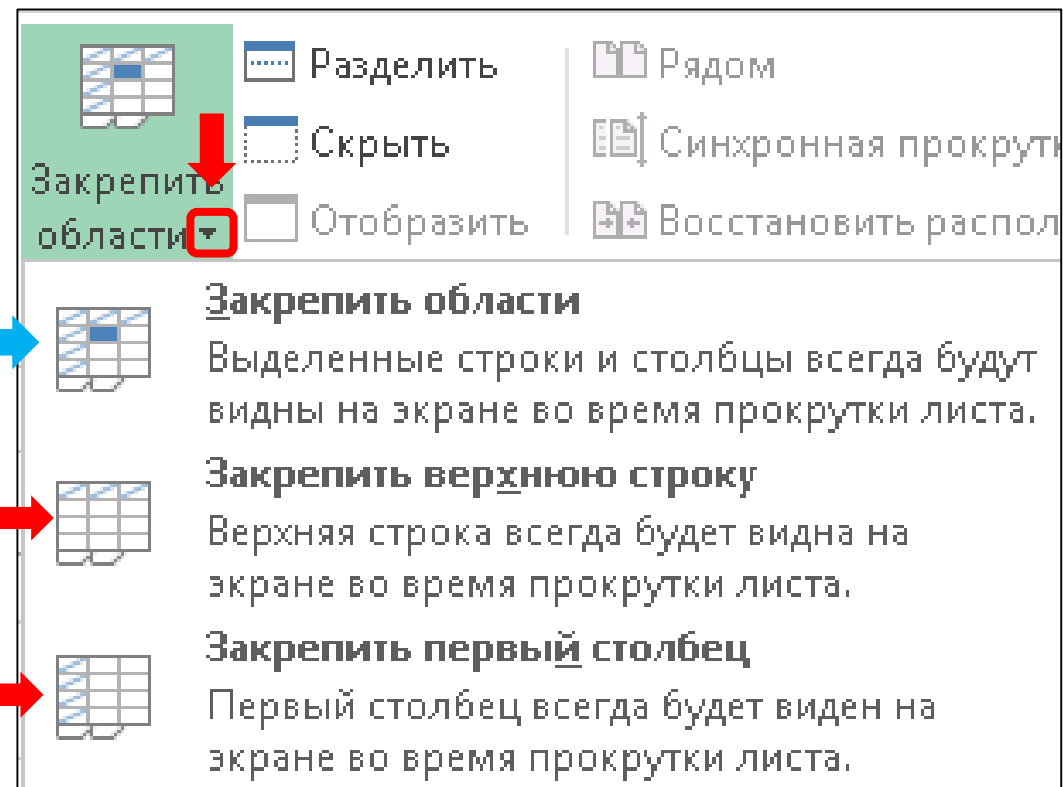 Закрепить
области
Разделить
Скрыть
Отобразить
Рядом
Синхронная прокрутк
Восстановить распол
Закрепить области
Выделенные строки и столбцы всегда будут
видны на экране во время прокрутки листа.
Закрепить верхнюю строку
Верхняя строка всегда будет видна на
экране во время прокрутки листа.
Закрепить первый столбец
Первый столбец всегда будет виден на
экране во время прокрутки листа.